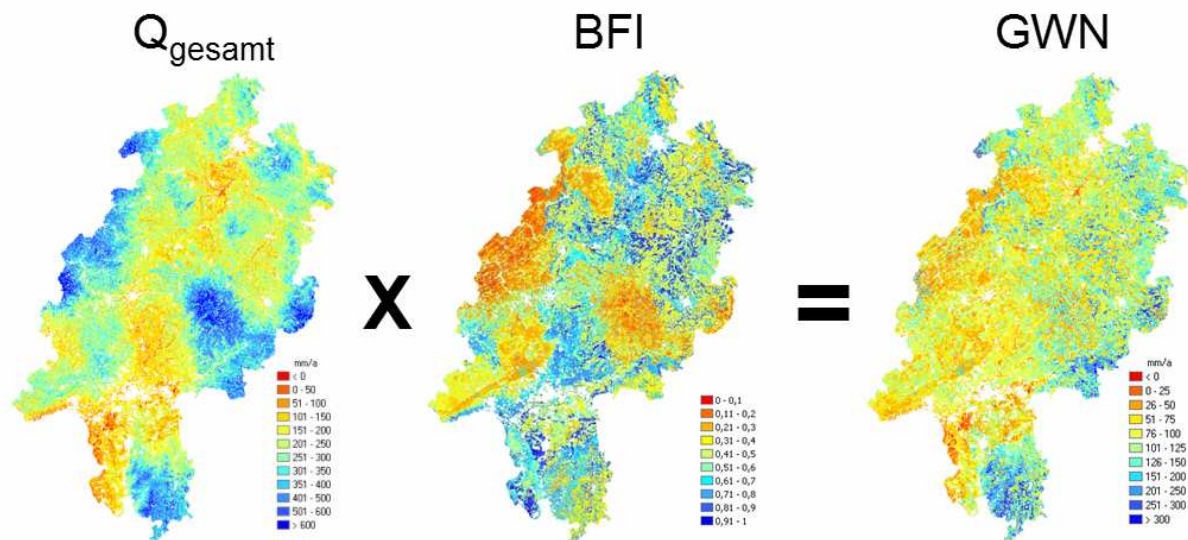 Qgesamt
BFI
GWN
X
=
mm/a
< 0
0 - 50
51 - 100
101 - 150
151 - 200
201 - 250
251 - 300
301 - 350
351 - 400
401 - 500
501 - 600
> 600
0 - 0,1
0,11 - 0,2
0,21 - 0,3
0,31 - 0,4
0,41 - 0,5
0,51 - 0,6
0,61 - 0,7
0,71 - 0,8
0,81 - 0,9
0,91 - 1
mm/a
< 0
0 - 25
26 - 50
51 - 75
76 - 100
101 - 125
126 - 150
151 - 200
201 - 250
251 - 300
> 300